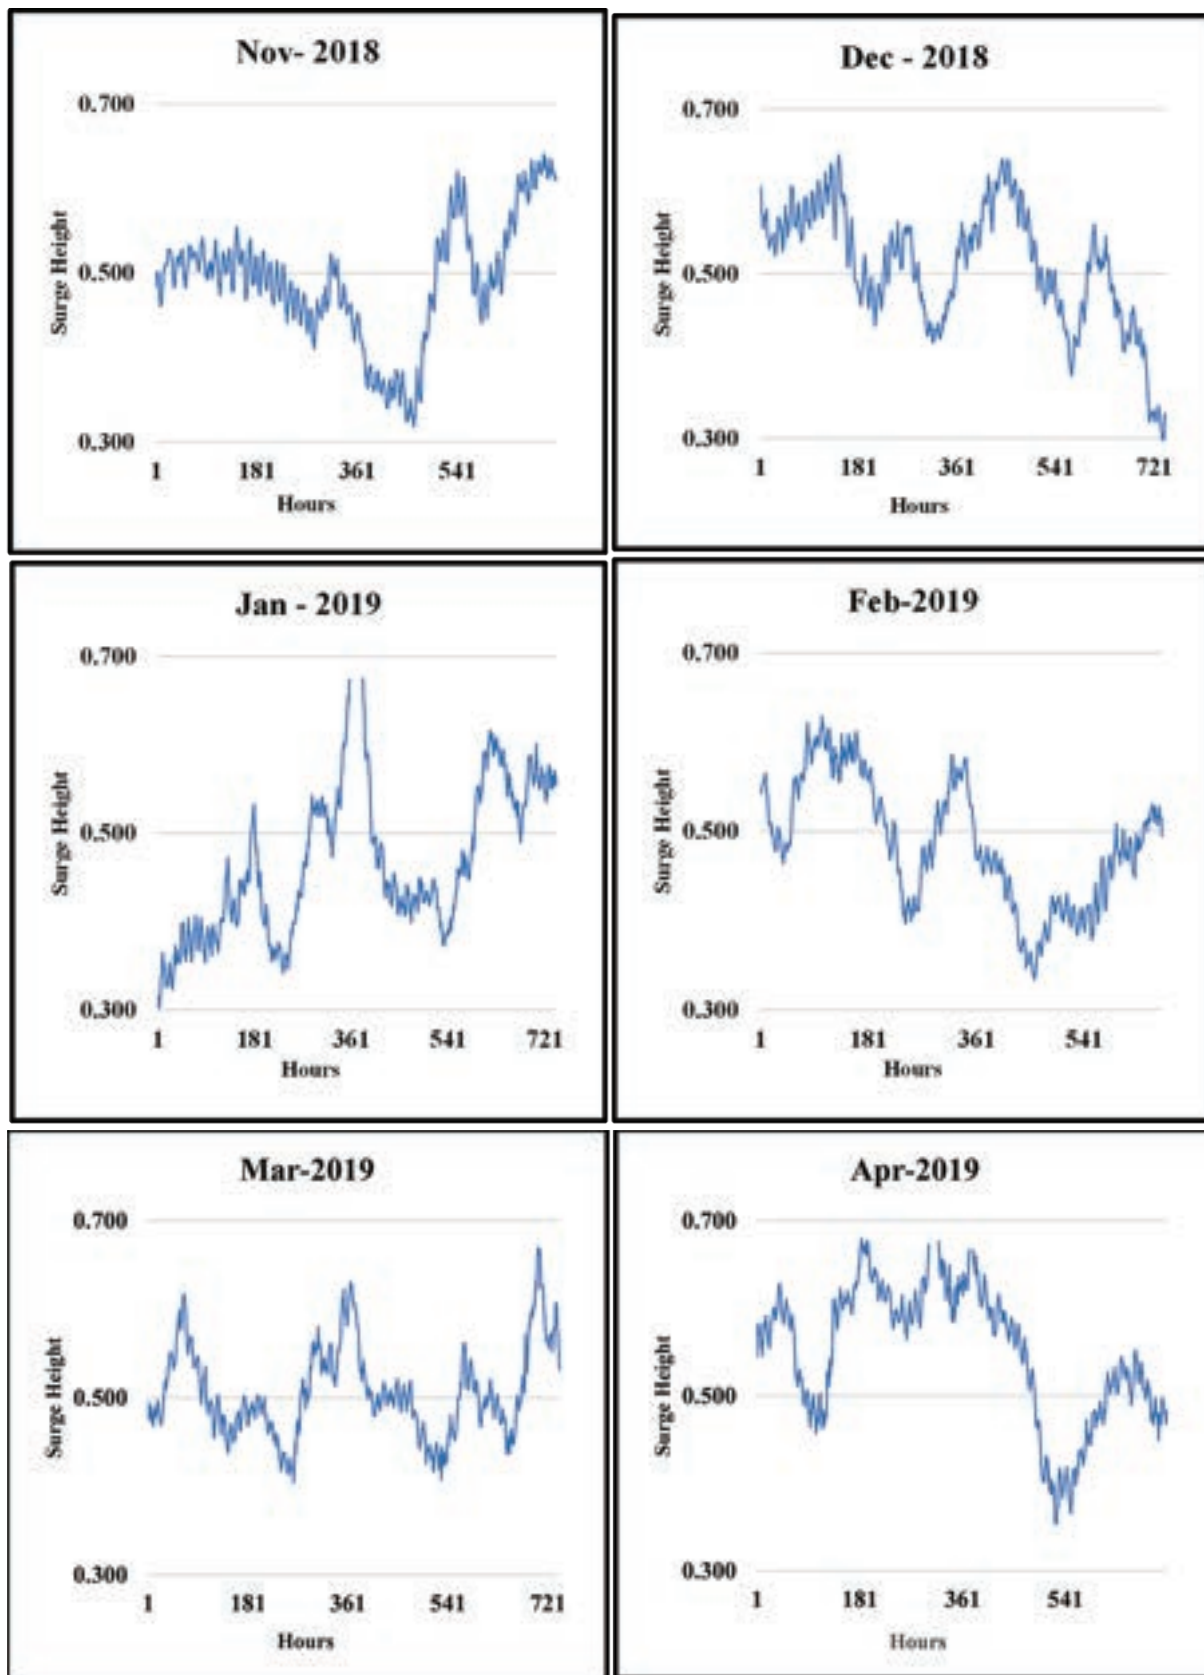 Nov- 2018
0.700
0.500
0.300
Surge Height
1 181 361 541
Hours
Dec - 2018
0.700
0.500
0.300
Surge Height
1 181 361 541 721
Hours
Jan - 2019
0.700
0.500
0.300
Surge Height
1 181 361 541 721
Hours
Feb-2019
0.700
0.500
0.300
Surge Height
1 181 361 541
Hours
Mar-2019
0.700
0.500
0.300
Surge Height
1 181 361 541 721
Hours
Apr-2019
0.700
0.500
0.300
Surge Height
1 181 361 541
Hours